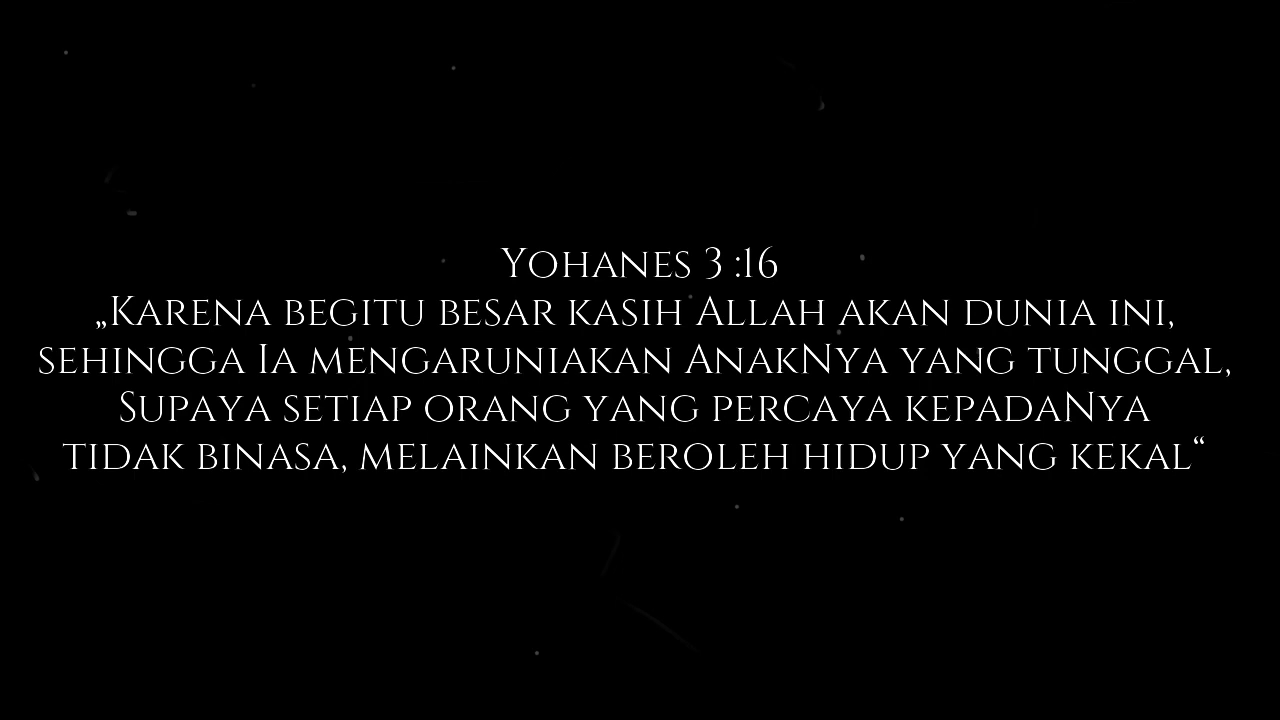 Yohanes 3 :16
„Karena begitu besar kasih Allah akan dunia ini,
sehingga Ia mengaruniakan AnakNya yang tunggal,
Supaya setiap orang yang percaya kepadaNya
tidak binasa, melainkan beroleh hidup yang kekal“